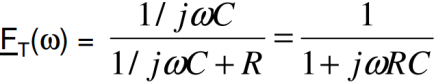 F_T(ω) = (1/jωC) / (1/jωC + R) = 1 / (1 + jωRC)